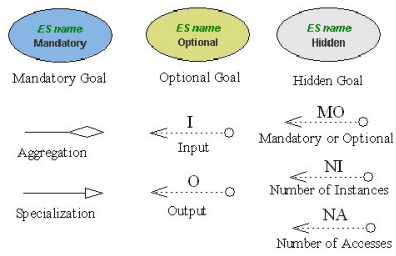 ES name
Mandatory
ES name
Optional
ES name
Hidden
Mandatory Goal
Optional Goal
Hidden Goal
Aggregation
I
Input
MO
Mandatory or Optional
Specialization
O
Output
NI
Number of Instances
NA
Number of Accesses